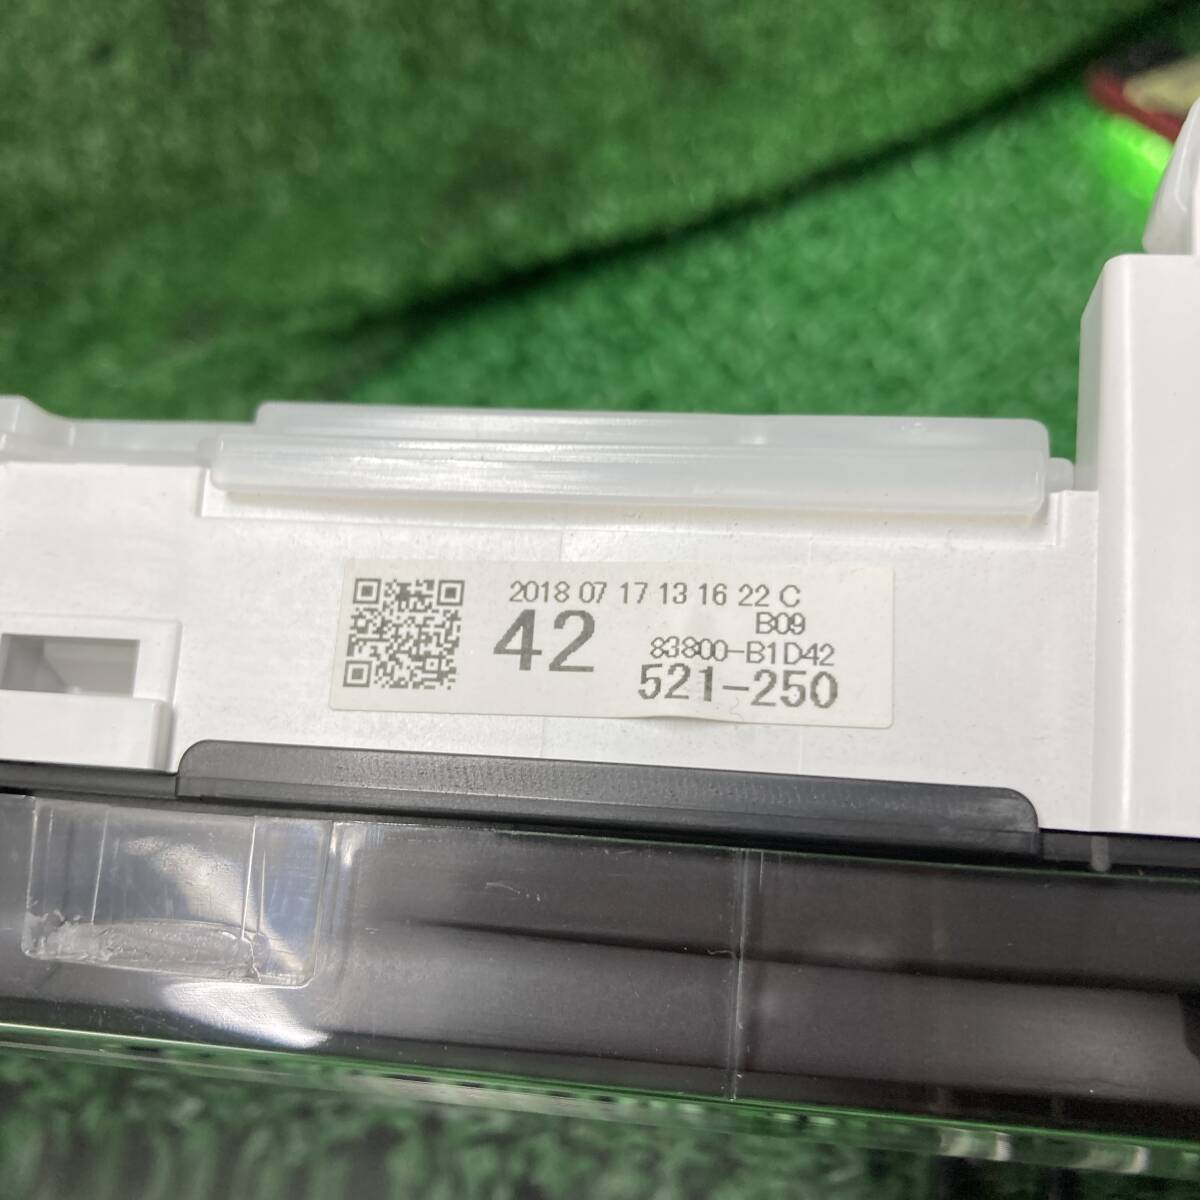 2018 07 17 13 16 22 C
B09
42
83800-B1D42
521-250